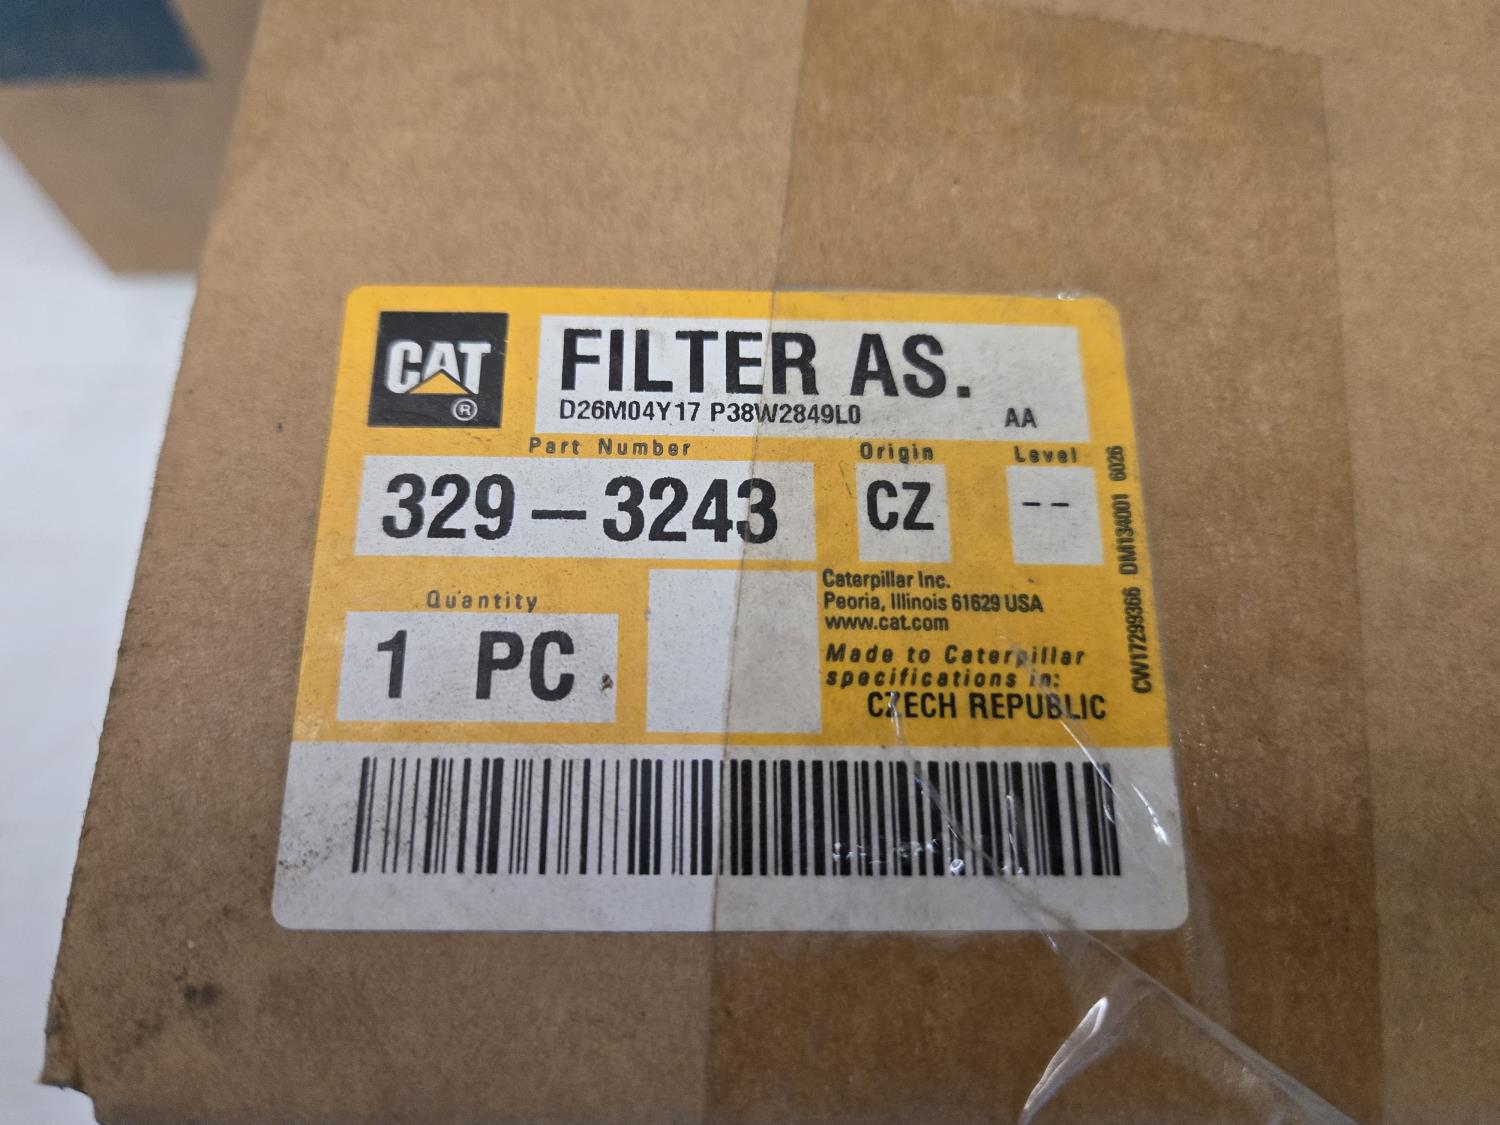 CAT
®
FILTER AS.
D26M04Y17 P38W2849L0 AA
Part Number Origin Level
329-3243 CZ --
Quantity
1 PC
Caterpillar Inc.
Peoria, Illinois 61629 USA
www.cat.com
Made to Caterpillar
specifications in:
CZECH REPUBLIC
CW17299366 DM134001 6026